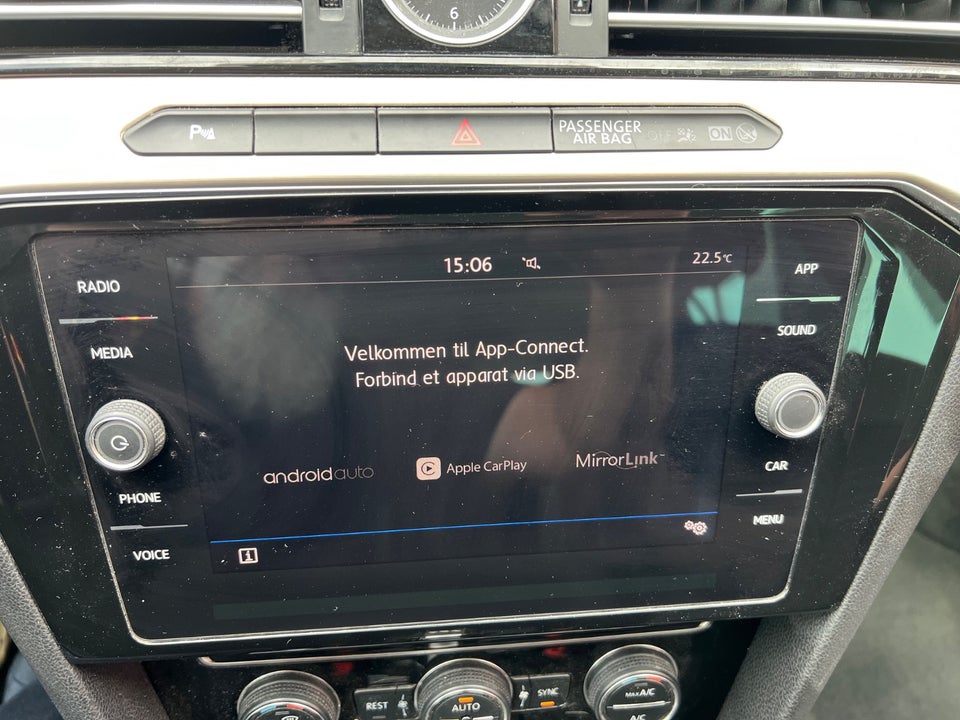 6
P
PASSENGER
AIR BAG
OFF
ON
RADIO
MEDIA
PHONE
VOICE
15:06
22.5°C
Velkommen til App-Connect.
Forbind et apparat via USB.
androidauto
Apple CarPlay
MirrorLink™
i
APP
SOUND
CAR
MENU
REST
AUTO
SYNC
MAX A/C
A/C